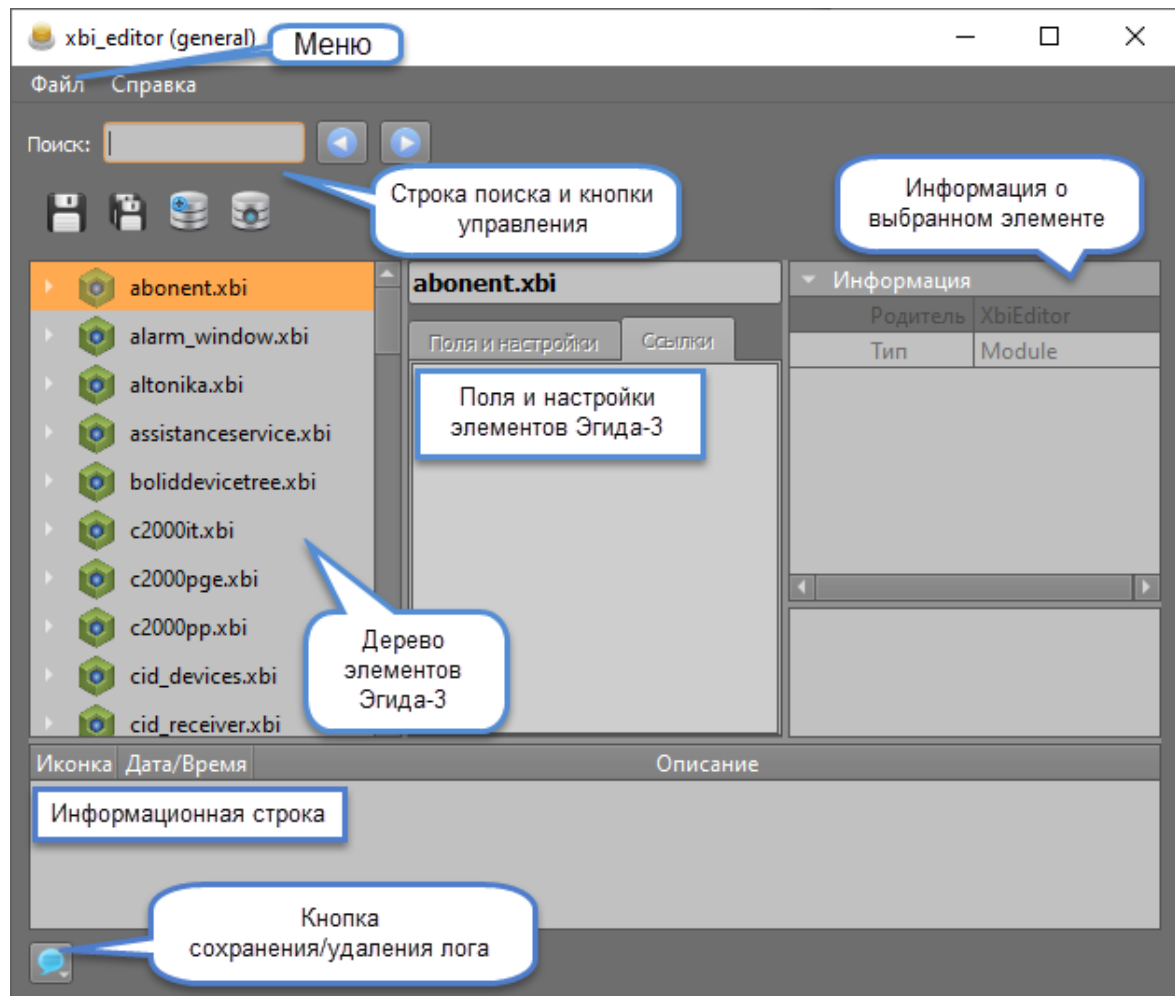 xbi_editor (general)
Меню
Файл Справка
Поиск:
Строка поиска и кнопки
управления
Информация о
выбранном элементе
abonent.xbi
alarm_window.xbi
altonika.xbi
assistanceservice.xbi
boliddevicetree.xbi
c2000it.xbi
c2000pge.xbi
c2000pp.xbi
cid_devices.xbi
cid_receiver.xbi
Дерево
элементов
Эгида-3
abonent.xbi
Поля и настройки Ссылки
Поля и настройки
элементов Эгида-3
Информация
Родитель XbiEditor
Тип Module
Иконка Дата/Время Описание
Информационная строка
Кнопка
сохранения/удаления лога